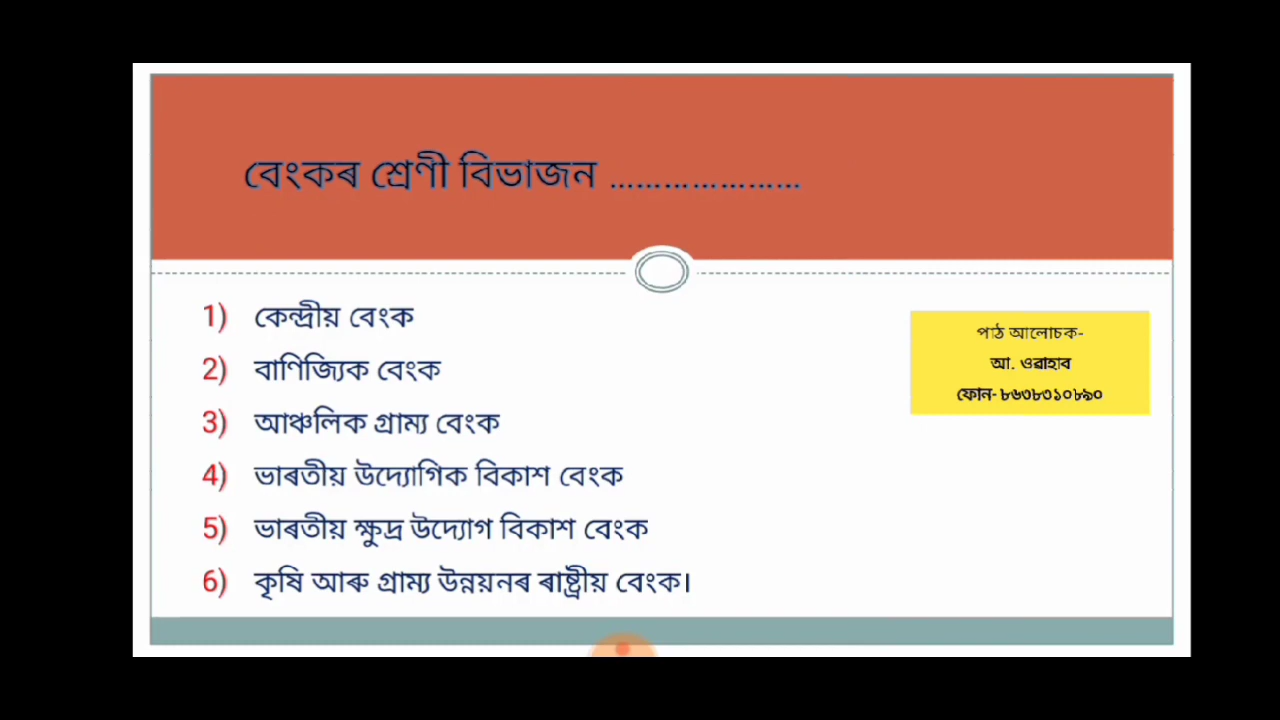 বেংকৰ শ্ৰেণী বিভাজন .....................
1) কেন্দ্ৰীয় বেংক
2) বাণিজ্যিক বেংক
3) আঞ্চলিক গ্ৰাম্য বেংক
4) ভাৰতীয় উদ্যোগিক বিকাশ বেংক
5) ভাৰতীয় ক্ষুদ্ৰ উদ্যোগ বিকাশ বেংক
6) কৃষি আৰু গ্ৰাম্য উন্নয়নৰ ৰাষ্ট্ৰীয় বেংক।
পাঠ আলোচক-
আ. ওৱাহাব
ফোন- ৮৬৩৮৩১০৮৯০